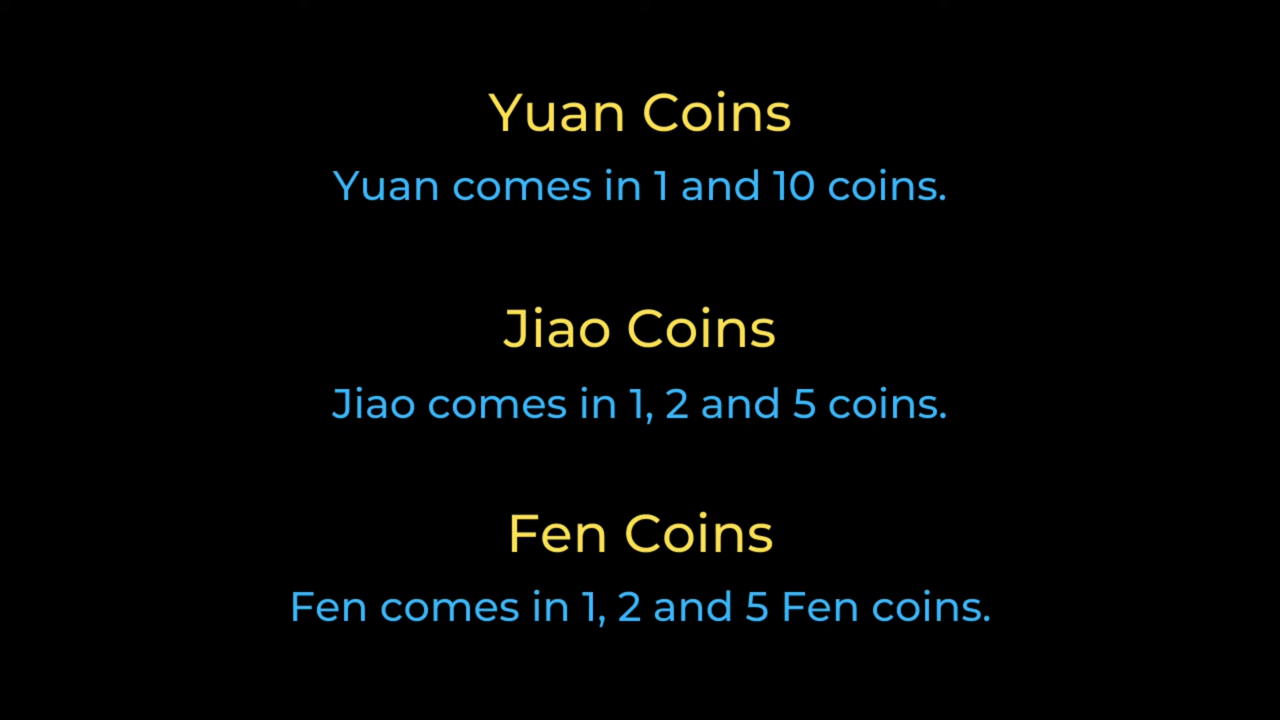 Yuan Coins
Yuan comes in 1 and 10 coins.
Jiao Coins
Jiao comes in 1, 2 and 5 coins.
Fen Coins
Fen comes in 1, 2 and 5 Fen coins.